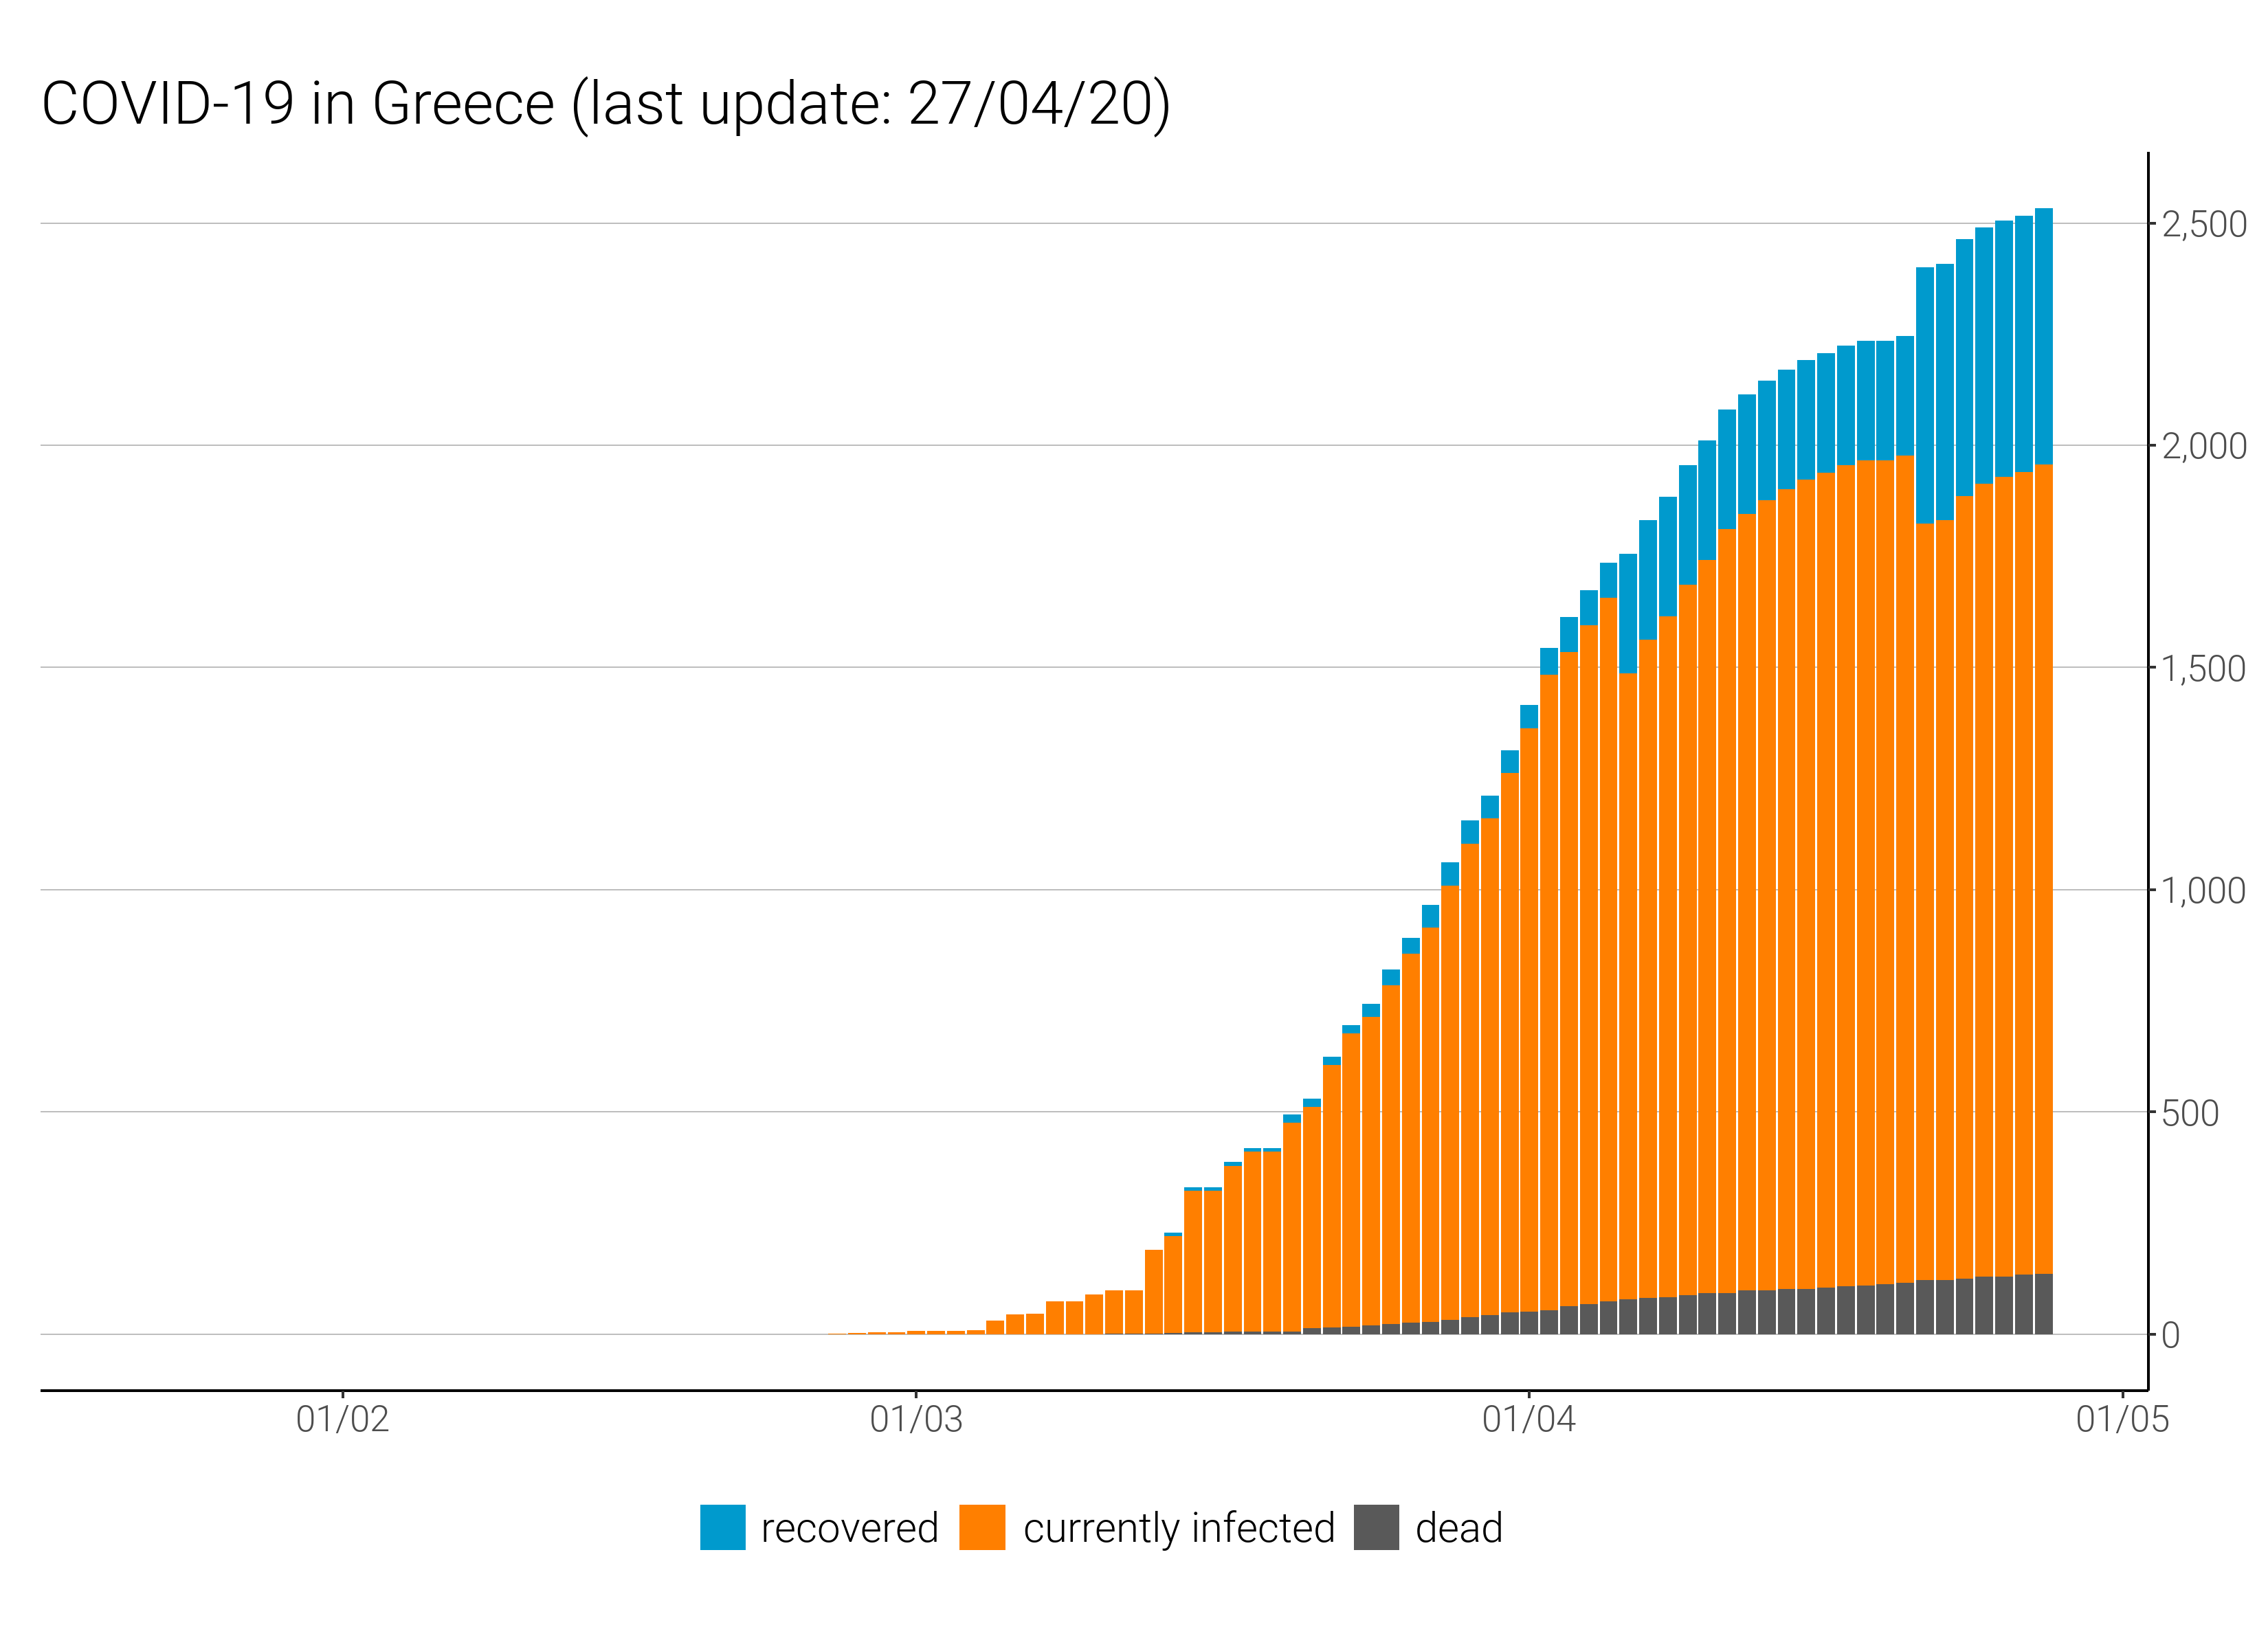 COVID-19 in Greece (last update: 27/04/20)
2,500
2,000
1,500
1,000
500
0
01/02 01/03 01/04 01/05
recovered currently infected dead